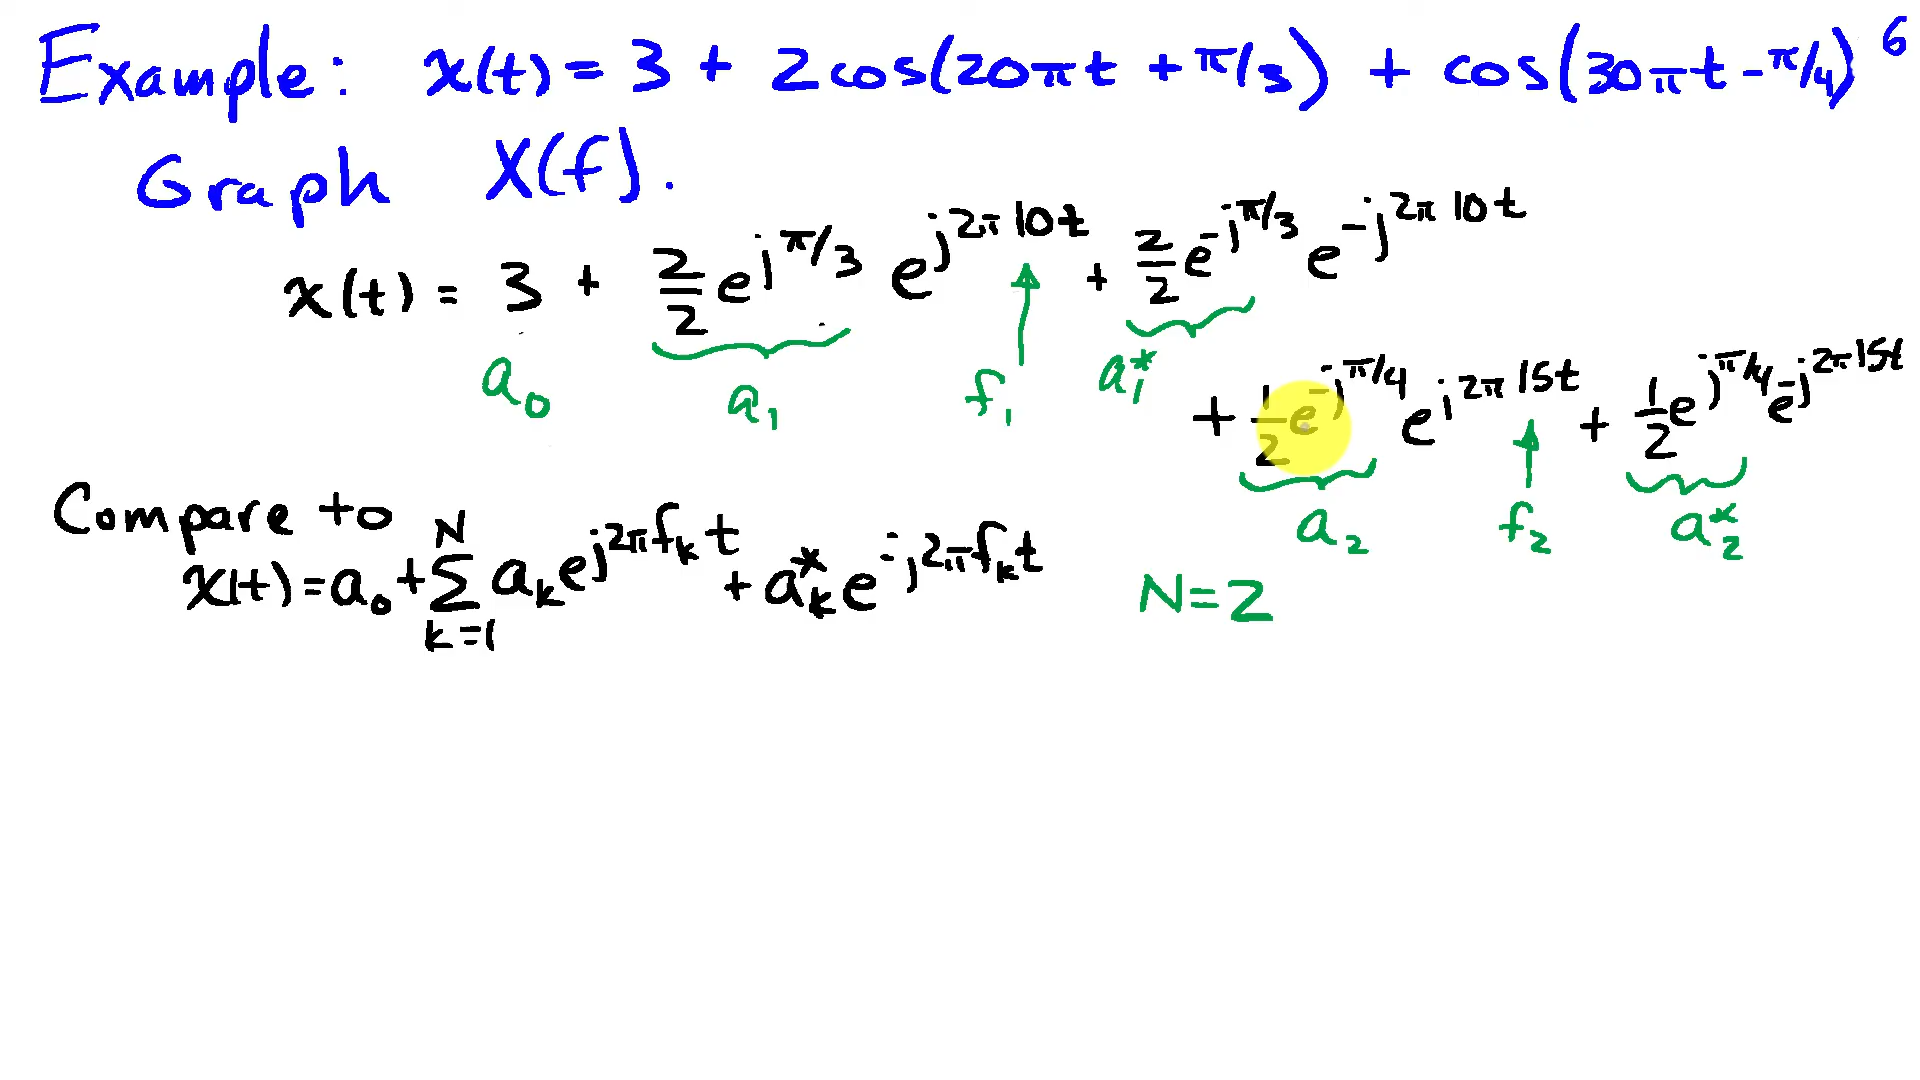 Example: x(t) = 3 + 2cos(20πt + π/3) + cos(30πt - π/4) 6
Graph X(f).
x(t) = 3 + 2/2 e^{jπ/3} e^{j2π10t} + 2/2 e^{-jπ/3} e^{-j2π10t}
a₀ a₁ f₁ a₁*
+ 1/2 e^{-jπ/4} e^{j2π15t} + 1/2 e^{jπ/4} e^{-j2π15t}
a₂ f₂ a₂*
Compare to
x(t) = a₀ + Σ_{k=1}^{N} a_k e^{j2πf_k t} + a_k* e^{-j2πf_k t}
N=2